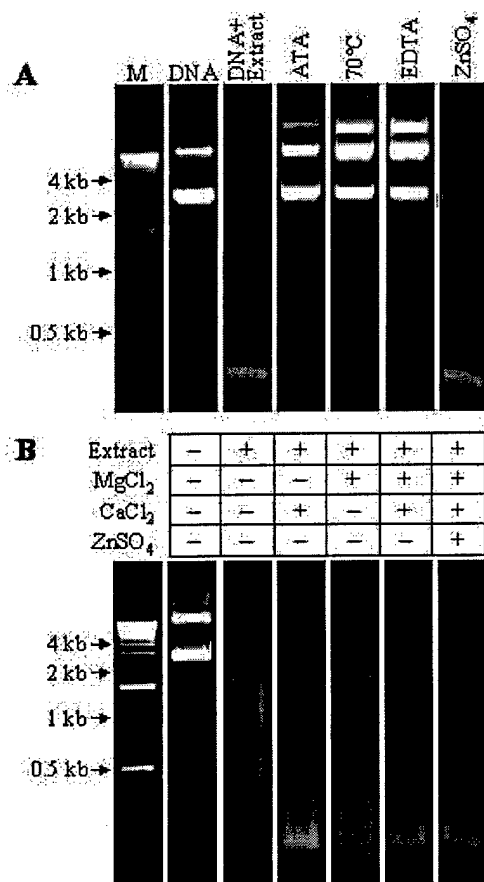 A
M DNA DNA+ Extract ATA 70°C EDTA ZnSO4
4 kb
2 kb
1 kb
0.5 kb
B
Extract - + + + + +
MgCl2 - - - + + +
CaCl2 - - + - + +
ZnSO4 - - - - - +
4 kb
2 kb
1 kb
0.5 kb